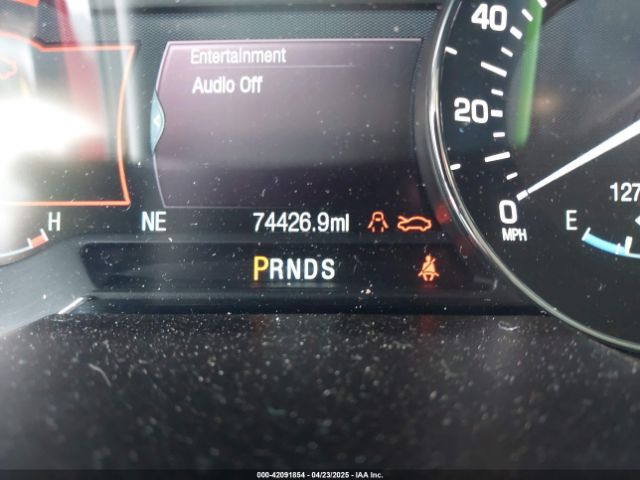 Entertainment
Audio Off
40
20
0
MPH
H
NE
74426.9mi
E
127
PRNDS
000-42091854 - 04/23/2025 - IAA Inc.